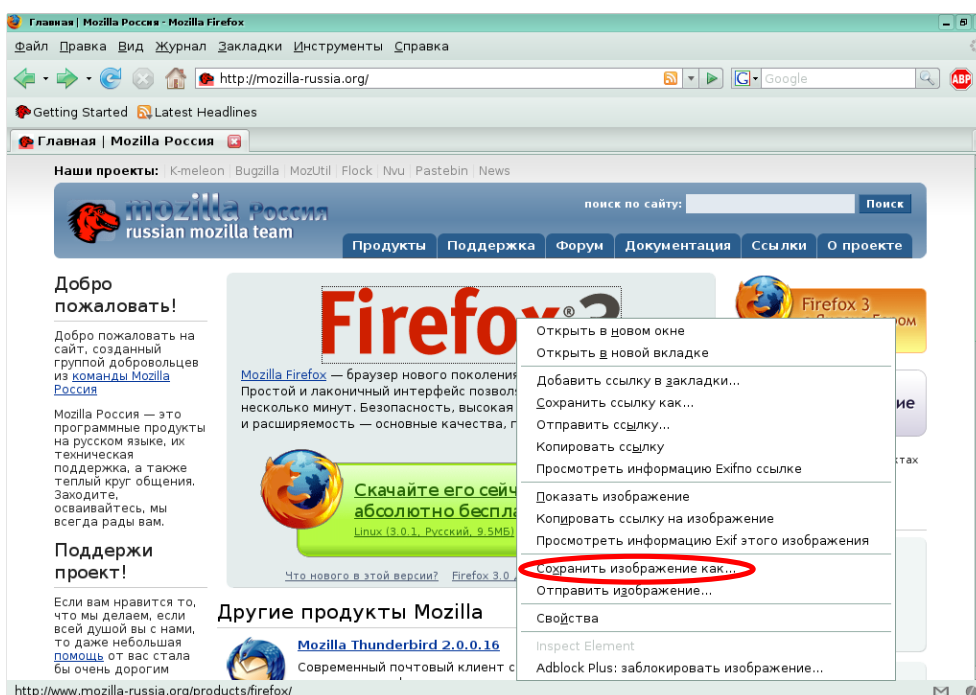 Главная | Mozilla Россия - Mozilla Firefox
Файл Правка Вид Журнал Закладки Инструменты Справка
http://mozilla-russia.org/ G Google ABP
Getting Started Latest Headlines
Главная | Mozilla Россия
Наши проекты: K-meleon Bugzilla MozUtil Flock Nvu Pastebin News
mozilla Россия
russian mozilla team
поиск по сайту: Поиск
Продукты Поддержка Форум Документация Ссылки О проекте
Добро
пожаловать!
Добро пожаловать на
сайт, созданный
группой добровольцев
из команды Mozilla
Россия
Mozilla Россия — это
программные продукты
на русском языке, их
техническая
поддержка, а также
теплый круг общения.
Заходите,
осваивайтесь, мы
всегда рады вам.
Поддержи
проект!
Если вам нравится то,
что мы делаем, если
всей душой вы с нами,
то даже небольшая
помощь от вас стала
бы очень дорогим
Firefox® 3
Mozilla Firefox — браузер нового поколения
Простой и лаконичный интерфейс
несколько минут. Безопасность, высокая
и расширяемость — основные качества,
Скачайте его
абсолютно
Linux (3.0.1, Русский, 9.5МБ)
Что нового в этой версии? Firefox 3.0
Другие продукты Mozilla
Mozilla Thunderbird 2.0.0.16
Современный почтовый клиент с
Firefox 3
Открыть в новом окне
Открыть в новой вкладке
Добавить ссылку в закладки...
Сохранить ссылку как...
Отправить ссылку...
Копировать ссылку
Просмотреть информацию Exifпо ссылке
Показать изображение
Копировать ссылку на изображение
Просмотреть информацию Exif этого изображения
Сохранить изображение как...
Отправить изображение...
Свойства
Inspect Element
Adblock Plus: заблокировать изображение...
http://www.mozilla-russia.org/products/firefox/